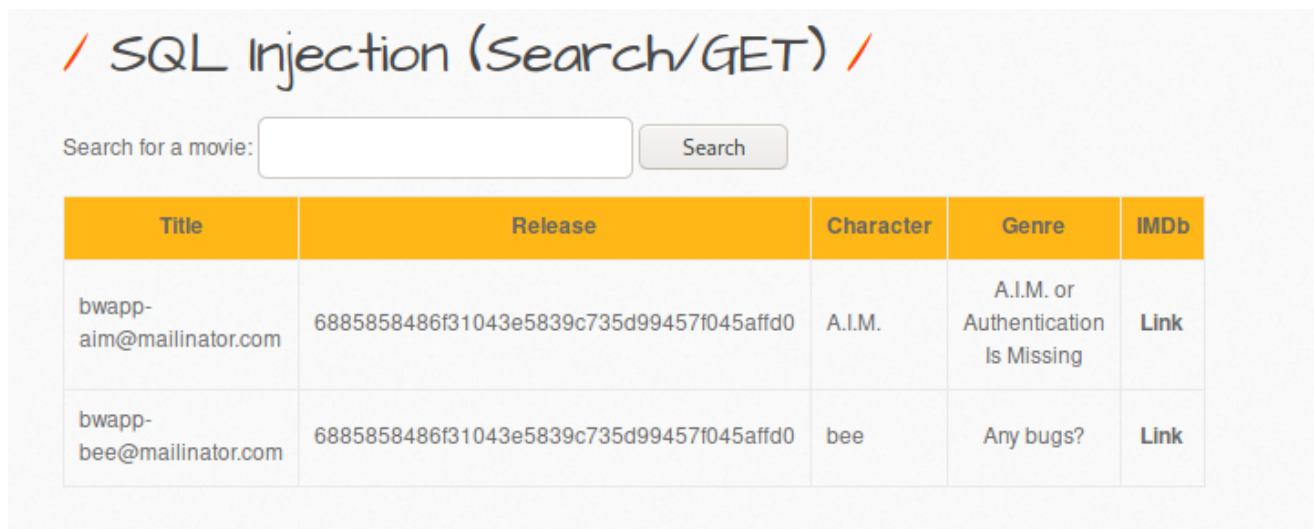 / SQL Injection (Search/GET) /
Search for a movie: Search
Title Release Character Genre IMDb
bwapp-
aim@mailinator.com 6885858486f31043e5839c735d99457f045affd0 A.I.M. A.I.M. or
Authentication
Is Missing Link
bwapp-
bee@mailinator.com 6885858486f31043e5839c735d99457f045affd0 bee Any bugs? Link